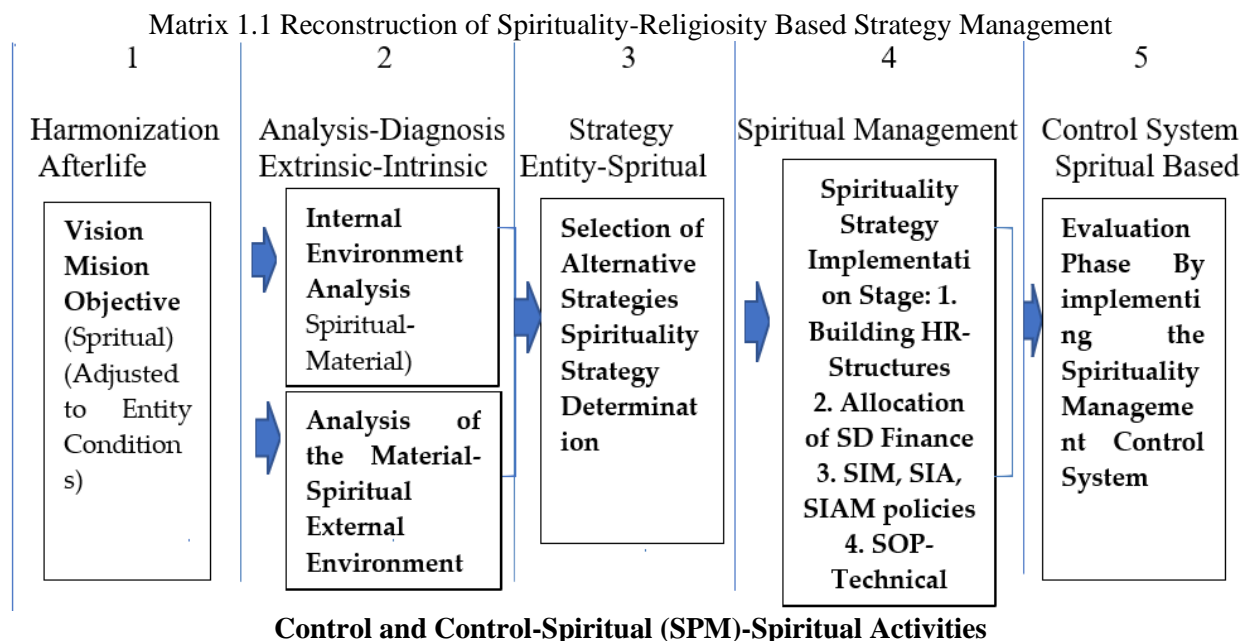 Matrix 1.1 Reconstruction of Spirituality-Religiosity Based Strategy Management
1
2
3
4
5
Harmonization
Afterlife
Analysis-Diagnosis
Extrinsic-Intrinsic
Strategy
Entity-Spritual
Spiritual Management
Control System
Spritual Based
Vision
Mision
Objective
(Spritual)
(Adjusted
to Entity
Condition
s)
Internal
Environment
Analysis
Spiritual-
Material)
Analysis of
the Material-
Spiritual
External
Environment
Selection of
Alternative
Strategies
Spirituality
Strategy
Determinat
ion
Spirituality
Strategy
Implementati
on Stage: 1.
Building HR-
Structures
2. Allocation
of SD Finance
3. SIM, SIA,
SIAM policies
4. SOP-
Technical
Evaluation
Phase By
implementi
ng the
Spirituality
Manageme
nt Control
System
Control and Control-Spiritual (SPM)-Spiritual Activities